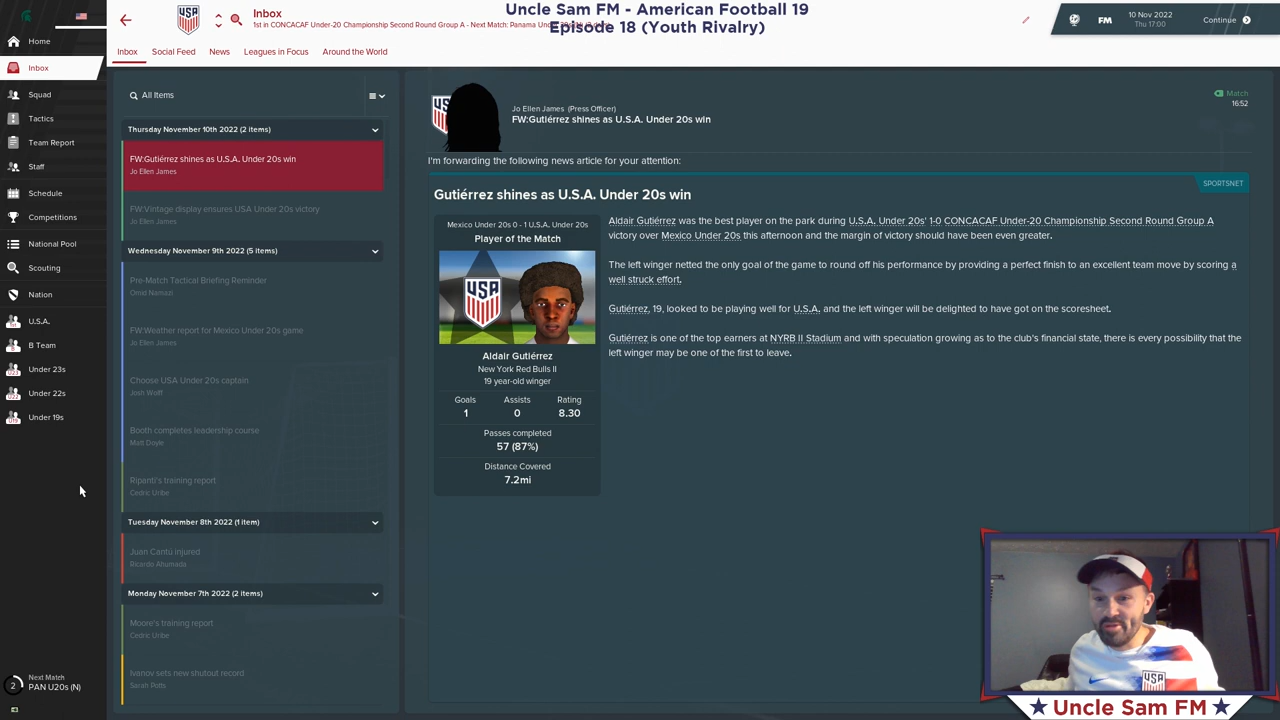 Uncle Sam FM - American Football 19
Episode 18 (Youth Rivalry)
Inbox
1st in CONCACAF Under-20 Championship Second Round Group A - Next Match: Panama Under
FM
10 Nov 2022
Thu 17:00
Continue
Inbox
Social Feed
News
Leagues in Focus
Around the World
Home
Inbox
Squad
Tactics
Team Report
Staff
Schedule
Competitions
National Pool
Scouting
Nation
U.S.A.
B Team
Under 23s
Under 22s
Under 19s
2
Next Match
PAN U20s (N)
All Items
Thursday November 10th 2022 (2 items)
FW:Gutiérrez shines as U.S.A. Under 20s win
Jo Ellen James
FW:Vintage display ensures USA Under 20s victory
Jo Ellen James
Wednesday November 9th 2022 (5 items)
Pre-Match Tactical Briefing Reminder
Omid Namazi
FW:Weather report for Mexico Under 20s game
Jo Ellen James
Choose USA Under 20s captain
Josh Wolff
Booth completes leadership course
Matt Doyle
Ripanti's training report
Cedric Uribe
Tuesday November 8th 2022 (1 item)
Juan Cantú injured
Ricardo Ahumada
Monday November 7th 2022 (2 items)
Moore's training report
Cedric Uribe
Ivanov sets new shutout record
Sarah Potts
Jo Ellen James (Press Officer)
FW:Gutiérrez shines as U.S.A. Under 20s win
Match
16:52
I'm forwarding the following news article for your attention:
SPORTSNET
Gutiérrez shines as U.S.A. Under 20s win
Mexico Under 20s 0 - 1 U.S.A. Under 20s
Player of the Match
Aldair Gutiérrez
New York Red Bulls II
19 year-old winger
Goals Assists Rating
1 0 8.30
Passes completed
57 (87%)
Distance Covered
7.2mi
Aldair Gutiérrez was the best player on the park during U.S.A. Under 20s' 1-0 CONCACAF Under-20 Championship Second Round Group A
victory over Mexico Under 20s this afternoon and the margin of victory should have been even greater.
The left winger netted the only goal of the game to round off his performance by providing a perfect finish to an excellent team move by scoring a
well struck effort.
Gutiérrez, 19, looked to be playing well for U.S.A. and the left winger will be delighted to have got on the scoresheet.
Gutiérrez is one of the top earners at NYRB II Stadium and with speculation growing as to the club's financial state, there is every possibility that the
left winger may be one of the first to leave.
USA
★ Uncle Sam FM ★